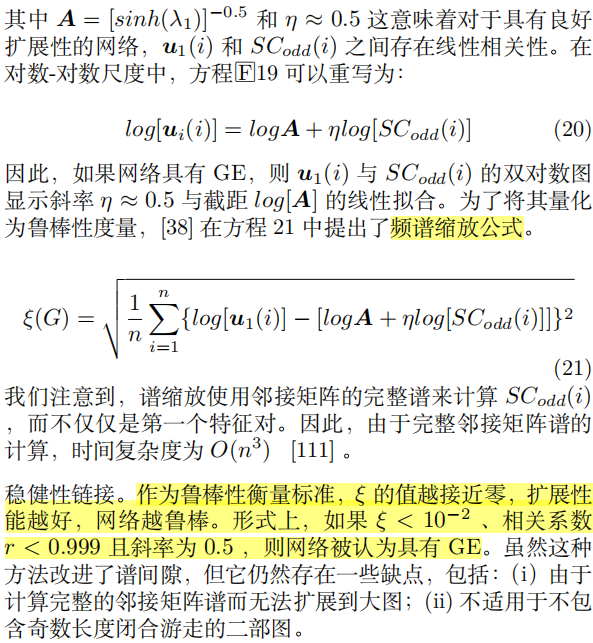 其中 A = [sinh(λ₁)]^{-0.5} 和 η ≈ 0.5 这意味着对于具有良好
扩展性的网络，u₁(i) 和 SC_{odd}(i) 之间存在线性相关性。在
对数-对数尺度中，方程F19 可以重写为：
log[u_i(i)] = logA + ηlog[SC_{odd}(i)] (20)
因此，如果网络具有 GE，则 u₁(i) 与 SC_{odd}(i) 的双对数图
显示斜率 η ≈ 0.5 与截距 log[A] 的线性拟合。为了将其量化
为鲁棒性度量，[38] 在方程 21 中提出了频谱缩放公式。
ξ(G) = √(1/n ∑_{i=1}^{n} {log[u₁(i)] − [logA + ηlog[SC_{odd}(i)]]}²)
(21)
我们注意到，谱缩放使用邻接矩阵的完整谱来计算 SC_{odd}(i)
，而不仅仅是第一个特征对。因此，由于完整邻接矩阵谱的
计算，时间复杂度为 O(n³) [111] 。
稳健性链接。作为鲁棒性衡量标准，ξ 的值越接近零，扩展性
能越好，网络越鲁棒。形式上，如果 ξ < 10^{-2} 、相关系数
r < 0.999 且斜率为 0.5 ，则网络被认为具有 GE。虽然这种
方法改进了谱间隙，但它仍然存在一些缺点，包括：(i) 由于
计算完整的邻接矩阵谱而无法扩展到大图；(ii) 不适用于不包
含奇数长度闭合游走的二部图。